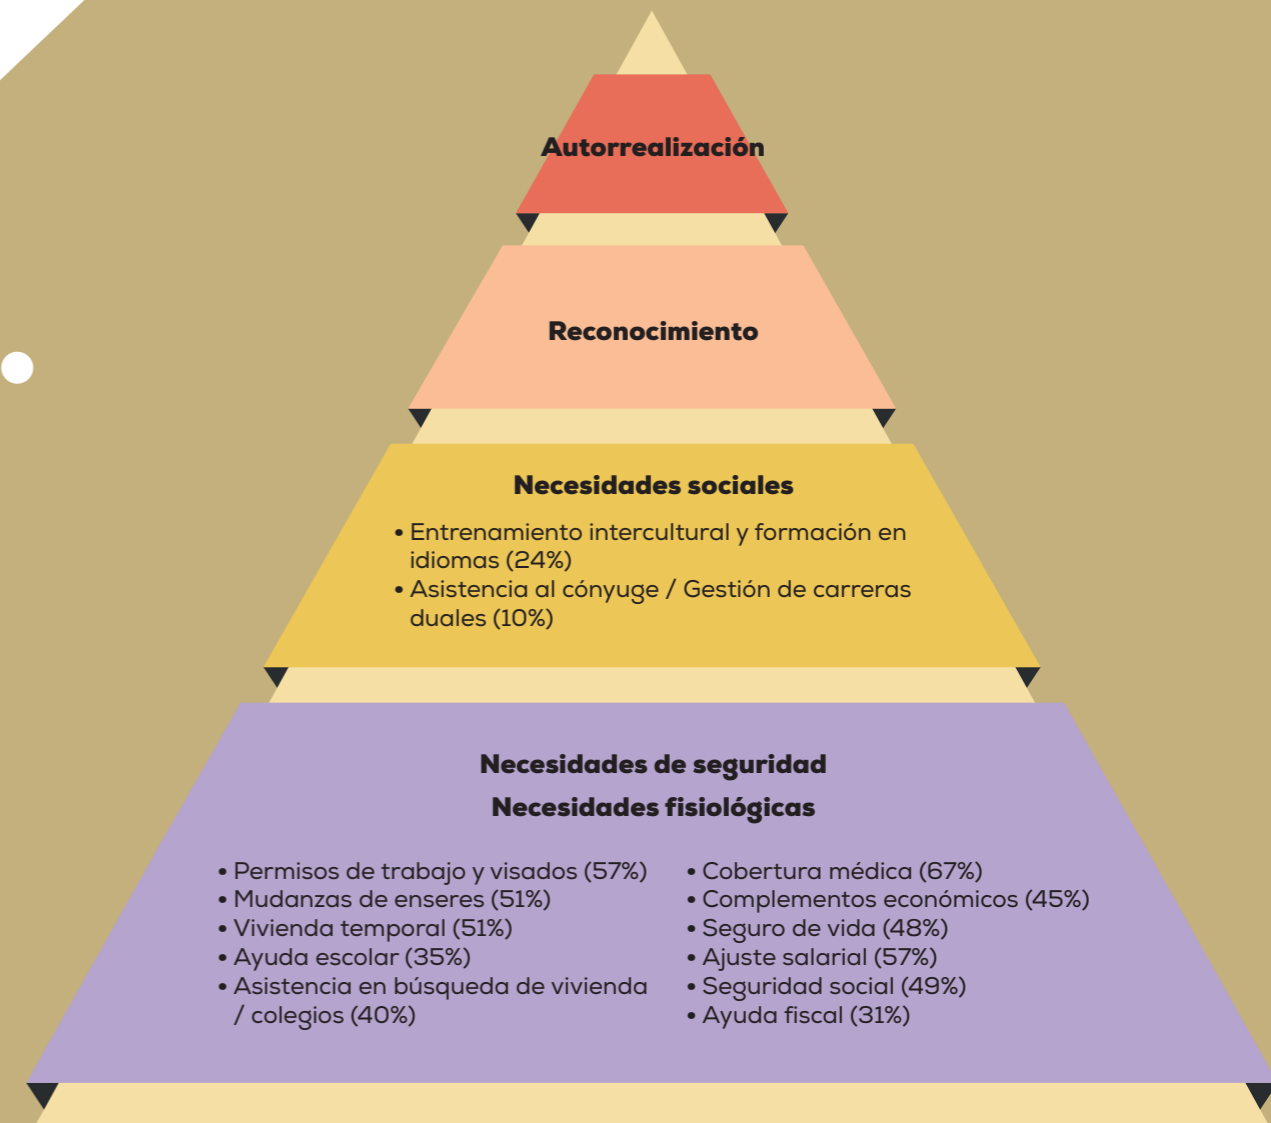 Autorrealización
Reconocimiento
Necesidades sociales
• Entrenamiento intercultural y formación en
idiomas (24%)
• Asistencia al cónyuge / Gestión de carreras
duales (10%)
Necesidades de seguridad
Necesidades fisiológicas
• Permisos de trabajo y visados (57%)
• Mudanzas de enseres (51%)
• Vivienda temporal (51%)
• Ayuda escolar (35%)
• Asistencia en búsqueda de vivienda
/ colegios (40%)
• Cobertura médica (67%)
• Complementos económicos (45%)
• Seguro de vida (48%)
• Ajuste salarial (57%)
• Seguridad social (49%)
• Ayuda fiscal (31%)